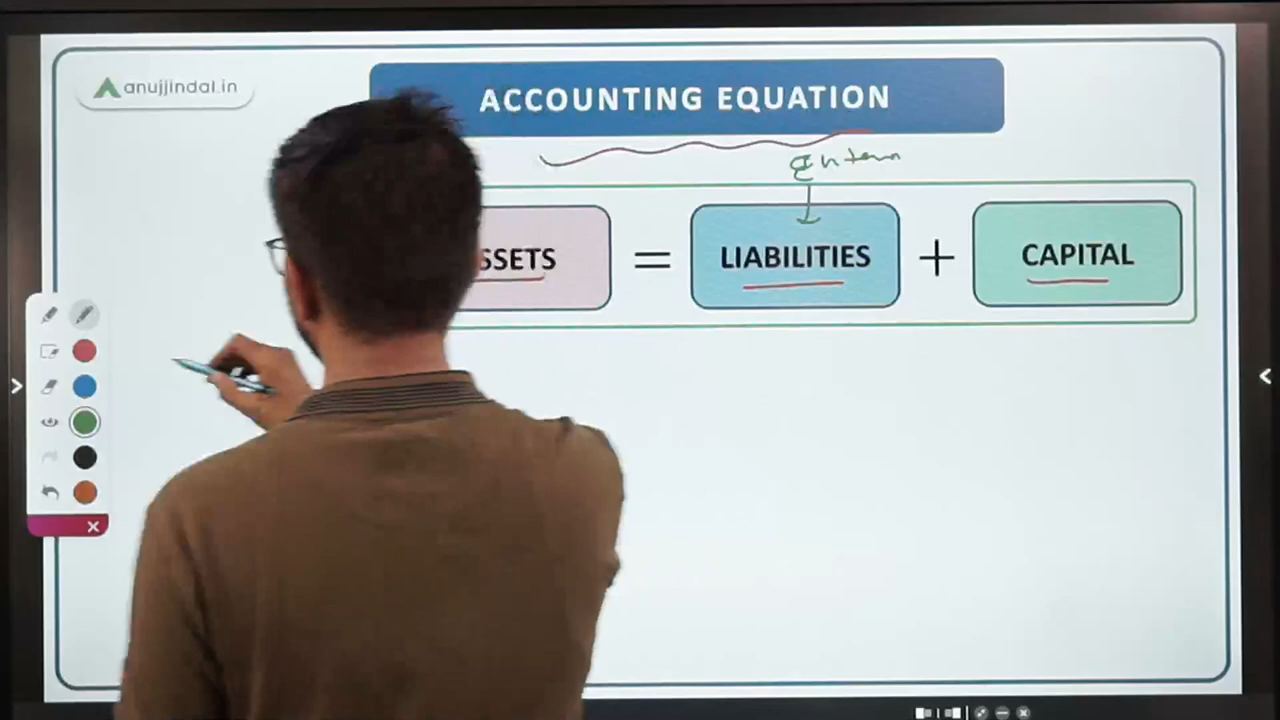 anujjindal.in
ACCOUNTING EQUATION
SSETS = LIABILITIES + CAPITAL